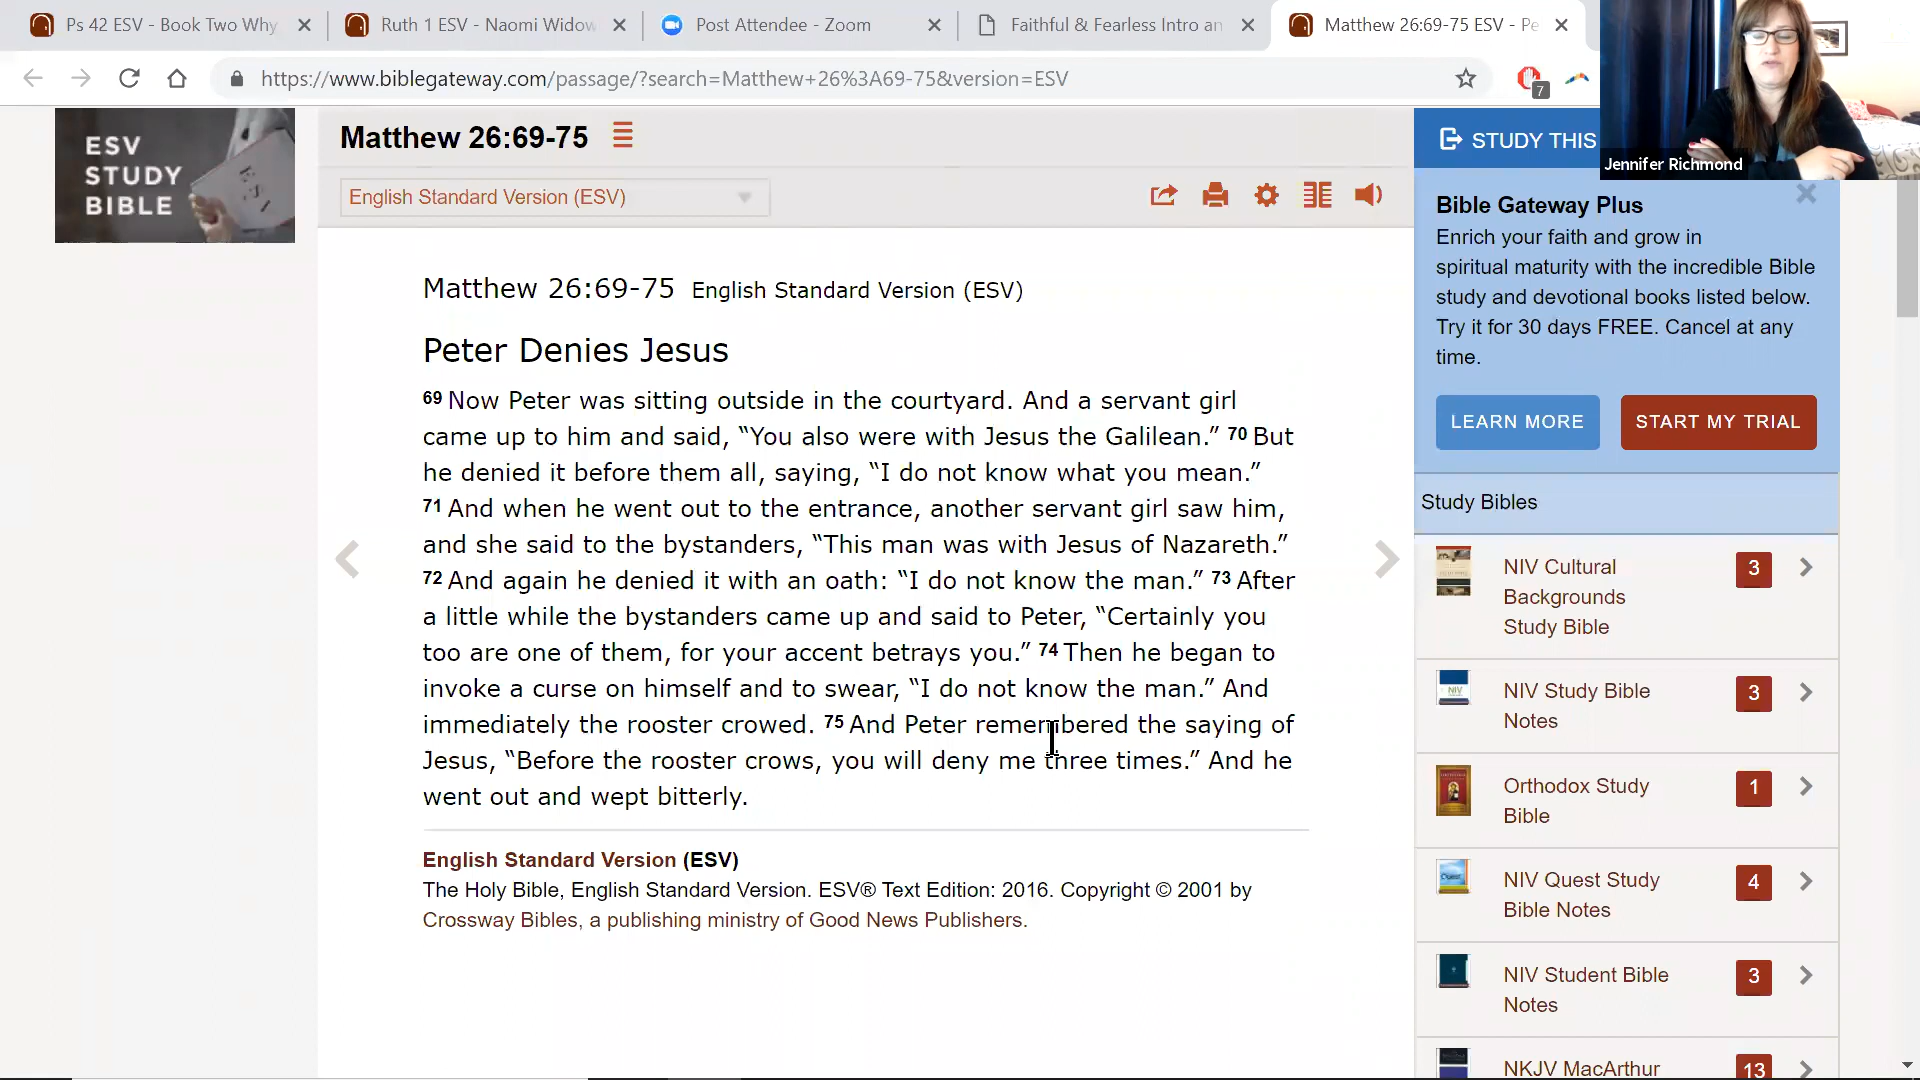 Ps 42 ESV - Book Two Why
Ruth 1 ESV - Naomi Widow
Post Attendee - Zoom
Faithful & Fearless Intro an
Matthew 26:69-75 ESV - Pe
https://www.biblegateway.com/passage/?search=Matthew+26%3A69-75&version=ESV
7
Jennifer Richmond
ESV
STUDY
BIBLE
Matthew 26:69-75
English Standard Version (ESV)
Matthew 26:69-75 English Standard Version (ESV)
Peter Denies Jesus
69 Now Peter was sitting outside in the courtyard. And a servant girl
came up to him and said, “You also were with Jesus the Galilean.” 70 But
he denied it before them all, saying, “I do not know what you mean.”
71 And when he went out to the entrance, another servant girl saw him,
and she said to the bystanders, “This man was with Jesus of Nazareth.”
72 And again he denied it with an oath: “I do not know the man.” 73 After
a little while the bystanders came up and said to Peter, “Certainly you
too are one of them, for your accent betrays you.” 74 Then he began to
invoke a curse on himself and to swear, “I do not know the man.” And
immediately the rooster crowed. 75 And Peter remembered the saying of
Jesus, “Before the rooster crows, you will deny me three times.” And he
went out and wept bitterly.
English Standard Version (ESV)
The Holy Bible, English Standard Version. ESV® Text Edition: 2016. Copyright © 2001 by
Crossway Bibles, a publishing ministry of Good News Publishers.
STUDY THIS
Bible Gateway Plus
Enrich your faith and grow in
spiritual maturity with the incredible Bible
study and devotional books listed below.
Try it for 30 days FREE. Cancel at any
time.
LEARN MORE
START MY TRIAL
Study Bibles
NIV Cultural
Backgrounds
Study Bible
3
NIV Study Bible
Notes
3
Orthodox Study
Bible
1
NIV Quest Study
Bible Notes
4
NIV Student Bible
Notes
3
NKJV MacArthur
13